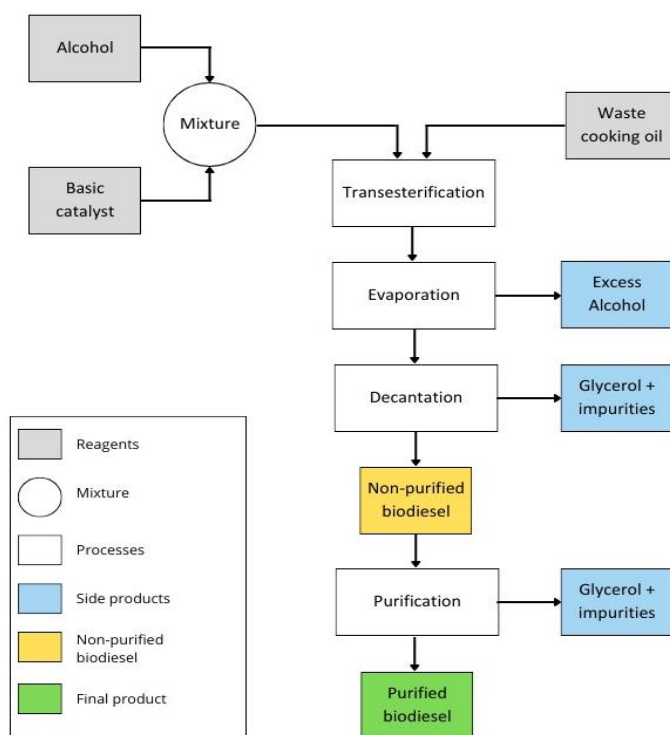 Alcohol
Mixture
Waste
cooking oil
Basic
catalyst
Transesterification
Evaporation
Excess
Alcohol
Decantation
Glycerol +
impurities
Non-purified
biodiesel
Purification
Glycerol +
impurities
Purified
biodiesel
Reagents
Mixture
Processes
Side products
Non-purified
biodiesel
Final product